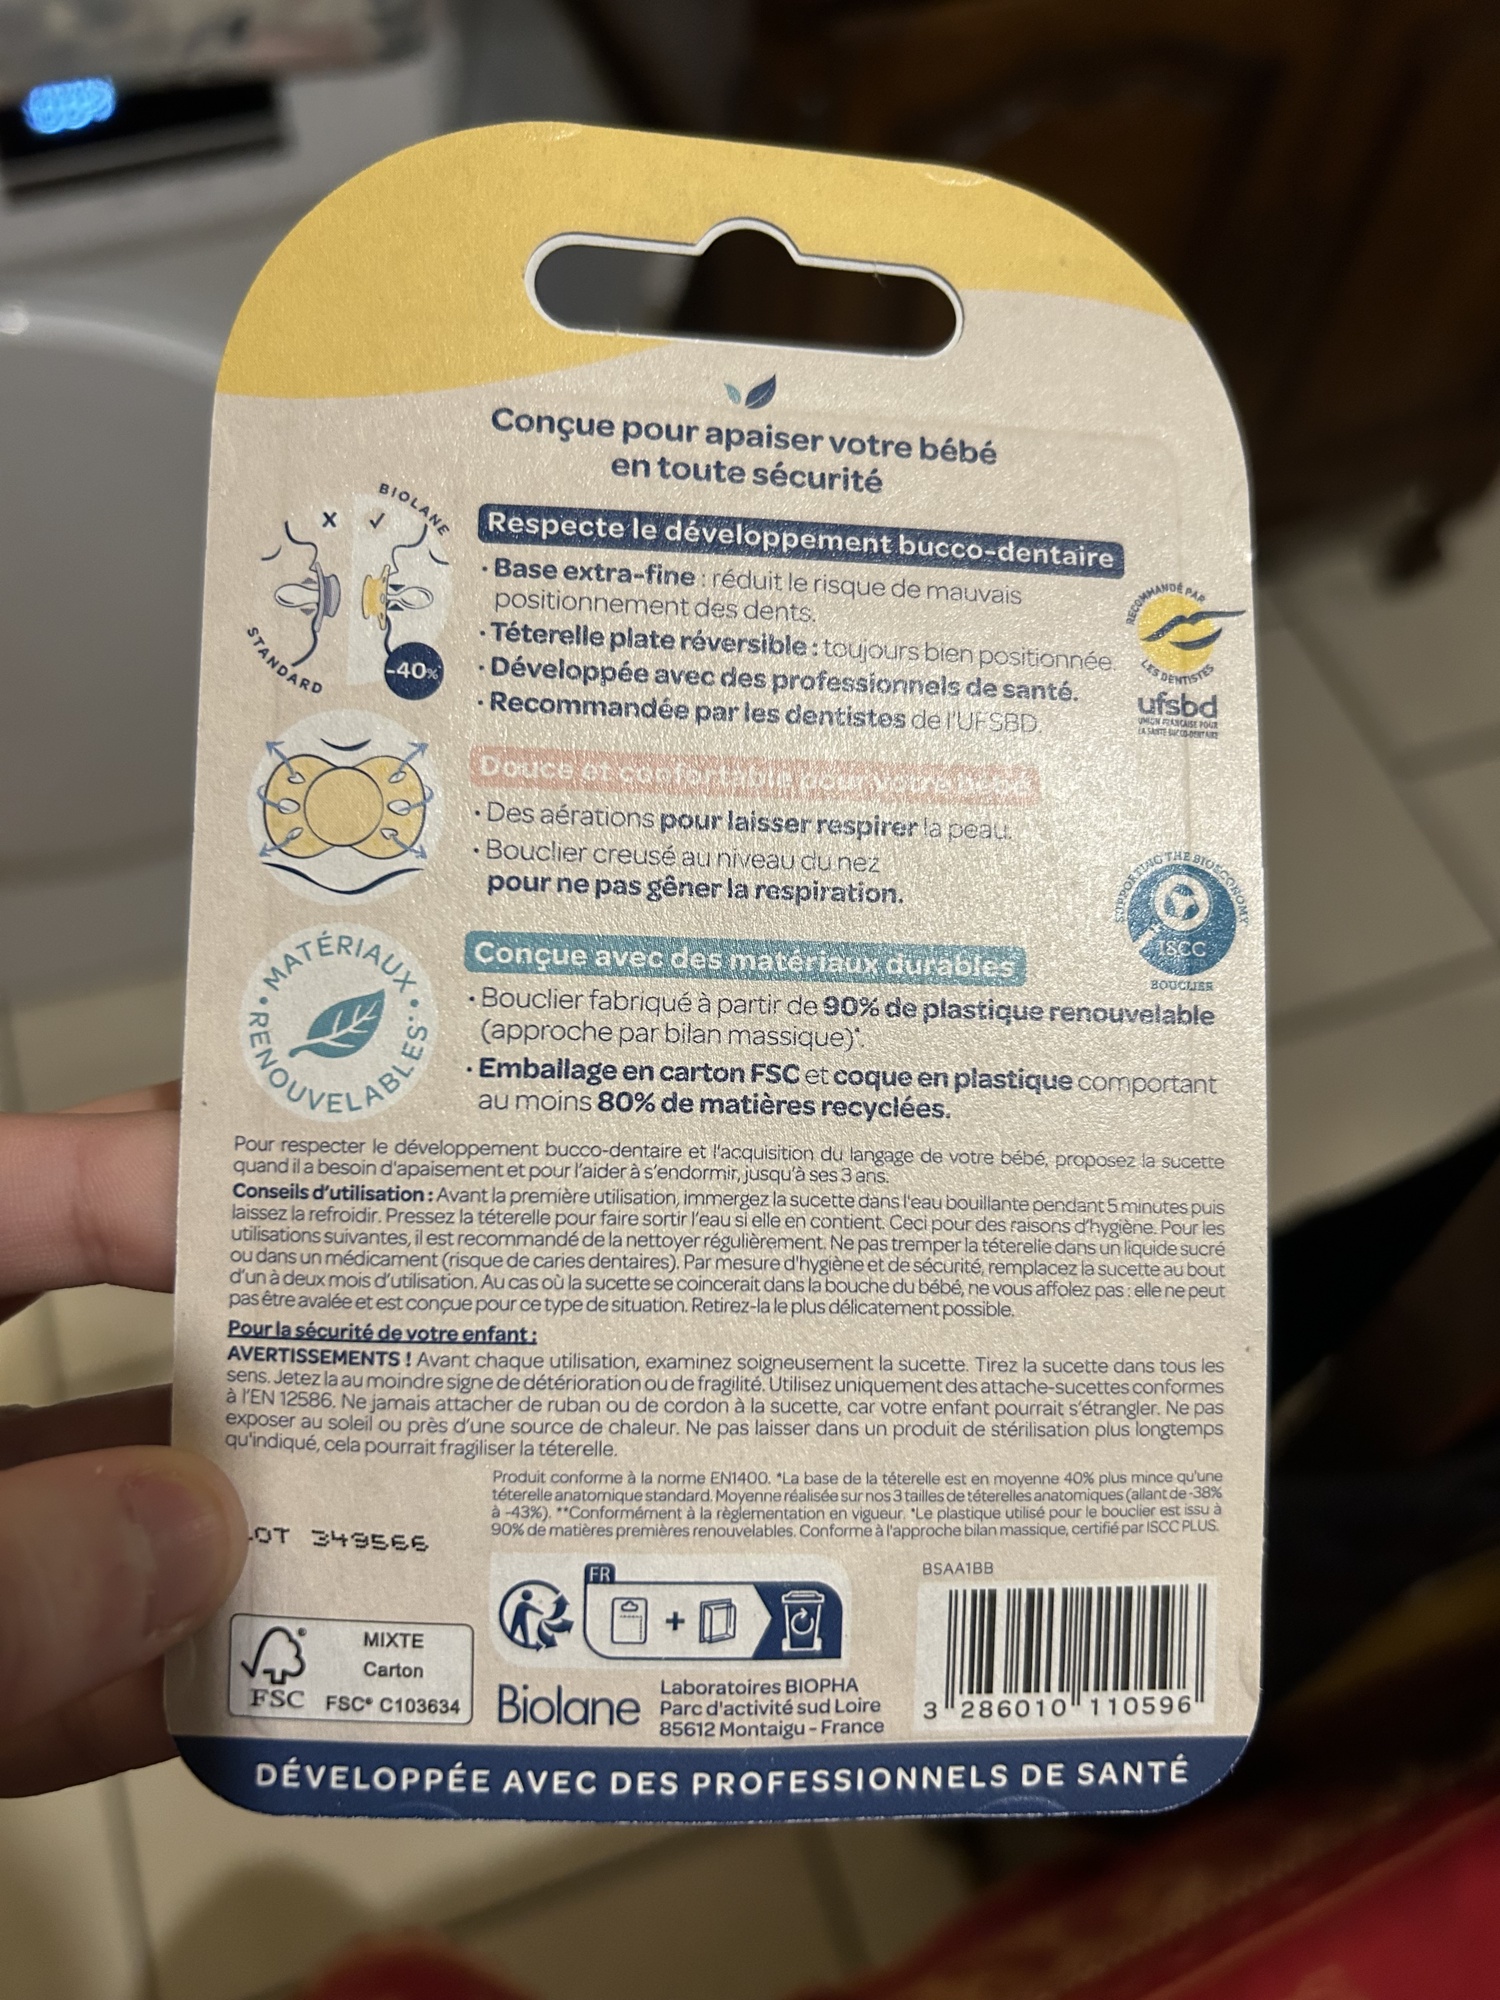 Conçue pour apaiser votre bébé
en toute sécurité
BIOLANE
X ✓
STANDARD
-40%
Respecte le développement bucco-dentaire
• Base extra-fine : réduit le risque de mauvais
positionnement des dents.
• Téterelle plate réversible : toujours bien positionnée.
• Développée avec des professionnels de santé.
• Recommandée par les dentistes de l'UFSBD.
RECOMMANDÉ PAR
LES DENTISTES
ufsbd
UNION FRANÇAISE POUR
LA SANTÉ BUCCO-DENTAIRE
Douce et confortable pour votre bébé
• Des aérations pour laisser respirer la peau.
• Bouclier creusé au niveau du nez
pour ne pas gêner la respiration.
SUPPORTING THE BIOECONOMY
ISCC
BOUCLIER
• MATÉRIAUX •
RENOUVELABLES
Conçue avec des matériaux durables
• Bouclier fabriqué à partir de 90% de plastique renouvelable
(approche par bilan massique)*.
• Emballage en carton FSC et coque en plastique comportant
au moins 80% de matières recyclées.
Pour respecter le développement bucco-dentaire et l'acquisition du langage de votre bébé, proposez la sucette
quand il a besoin d'apaisement et pour l'aider à s'endormir, jusqu'à ses 3 ans.
Conseils d'utilisation : Avant la première utilisation, immergez la sucette dans l'eau bouillante pendant 5 minutes puis
laissez la refroidir. Pressez la téterelle pour faire sortir l'eau si elle en contient. Ceci pour des raisons d'hygiène. Pour les
utilisations suivantes, il est recommandé de la nettoyer régulièrement. Ne pas tremper la téterelle dans un liquide sucré
ou dans un médicament (risque de caries dentaires). Par mesure d'hygiène et de sécurité, remplacez la sucette au bout
d'un à deux mois d'utilisation. Au cas où la sucette se coincerait dans la bouche du bébé, ne vous affolez pas : elle ne peut
pas être avalée et est conçue pour ce type de situation. Retirez-la le plus délicatement possible.
Pour la sécurité de votre enfant :
AVERTISSEMENTS ! Avant chaque utilisation, examinez soigneusement la sucette. Tirez la sucette dans tous les
sens. Jetez la au moindre signe de détérioration ou de fragilité. Utilisez uniquement des attache-sucettes conformes
à l'EN 12586. Ne jamais attacher de ruban ou de cordon à la sucette, car votre enfant pourrait s'étrangler. Ne pas
exposer au soleil ou près d'une source de chaleur. Ne pas laisser dans un produit de stérilisation plus longtemps
qu'indiqué, cela pourrait fragiliser la téterelle.
Produit conforme à la norme EN1400. *La base de la téterelle est en moyenne 40% plus mince qu'une
téterelle anatomique standard. Moyenne réalisée sur nos 3 tailles de téterelles anatomiques (allant de -38%
à -43%). **Conformément à la règlementation en vigueur. *Le plastique utilisé pour le bouclier est issu à
90% de matières premières renouvelables. Conforme à l'approche bilan massique, certifié par ISCC PLUS.
LOT 349566
FR
+
BSAA1BB
FSC®
MIXTE
Carton
FSC® C103634
Biolane
Laboratoires BIOPHA
Parc d'activité sud Loire
85612 Montaigu - France
3 286010 110596
DÉVELOPPÉE AVEC DES PROFESSIONNELS DE SANTÉ